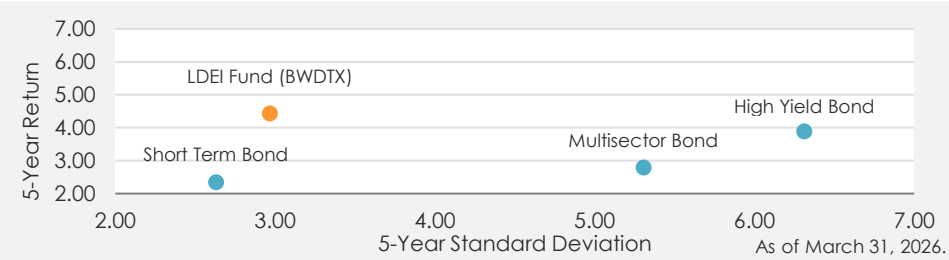 7.00
6.00
5.00
4.00
3.00
2.00
5-Year Return
LDEI Fund (BWDTX)
High Yield Bond
Multisector Bond
Short Term Bond
2.00 3.00 4.00 5.00 6.00 7.00
5-Year Standard Deviation
As of March 31, 2026.